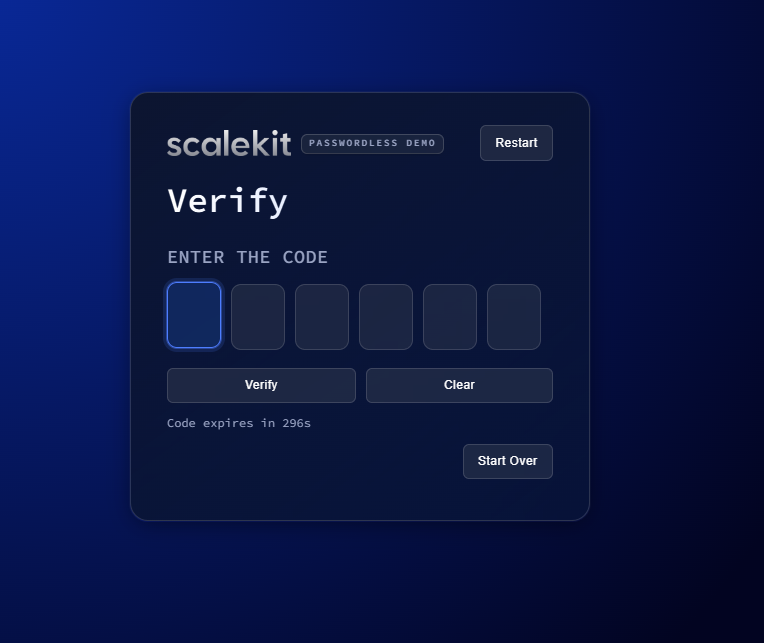 scalekit PASSWORDLESS DEMO Restart
Verify
ENTER THE CODE
Verify Clear
Code expires in 296s
Start Over